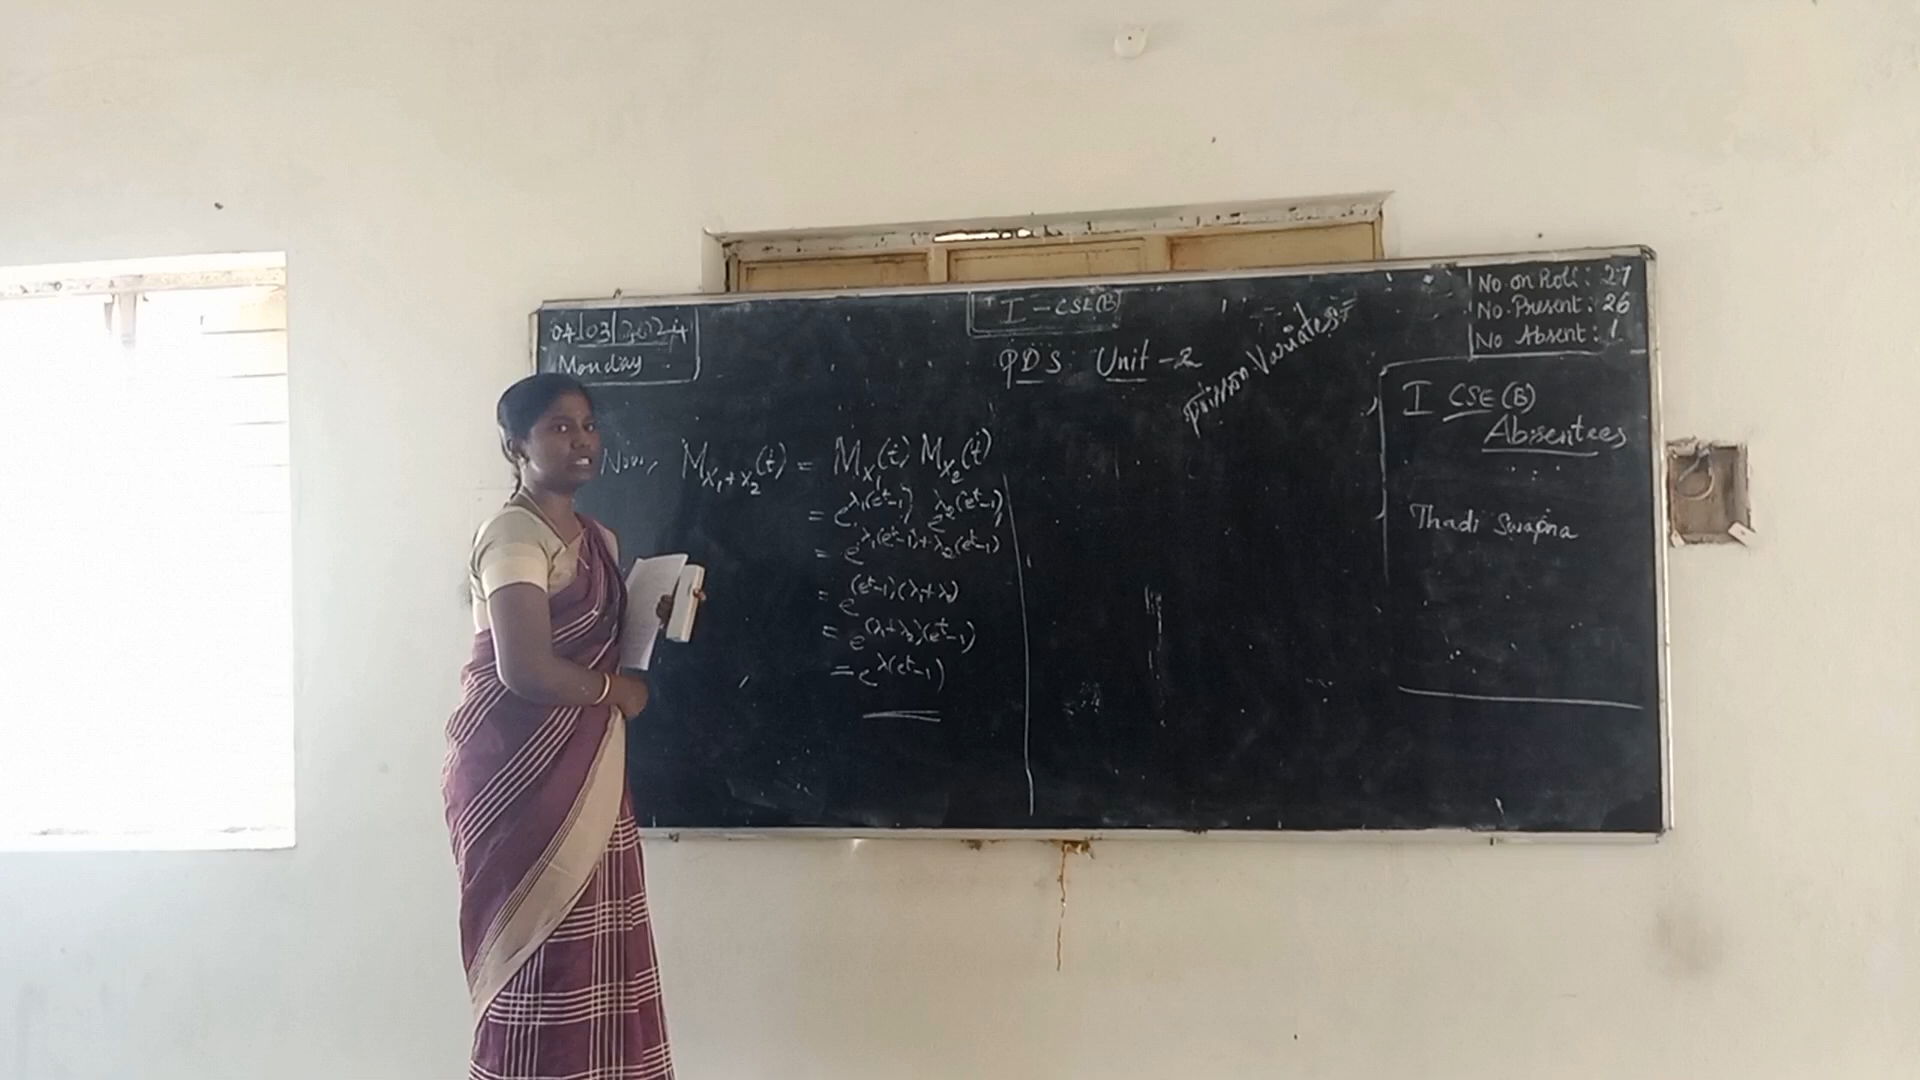 04/03/2024
Monday
I - CSE(B)
PDS Unit - 2
Poisson Variates:-
No on Roll: 27
No. Present: 26
No Absent: 1
I CSE (B)
Absentees
Thadi Swapna
Now, M_{X₁+X₂}(t) = M_{X₁}(t) M_{X₂}(t)
= e^{λ₁(e^t-1)} e^{λ₂(e^t-1)}
= e^{λ₁(e^t-1)+λ₂(e^t-1)}
= e^{(e^t-1)(λ₁+λ₂)}
= e^{(λ₁+λ₂)(e^t-1)}
= e^{λ(e^t-1)}